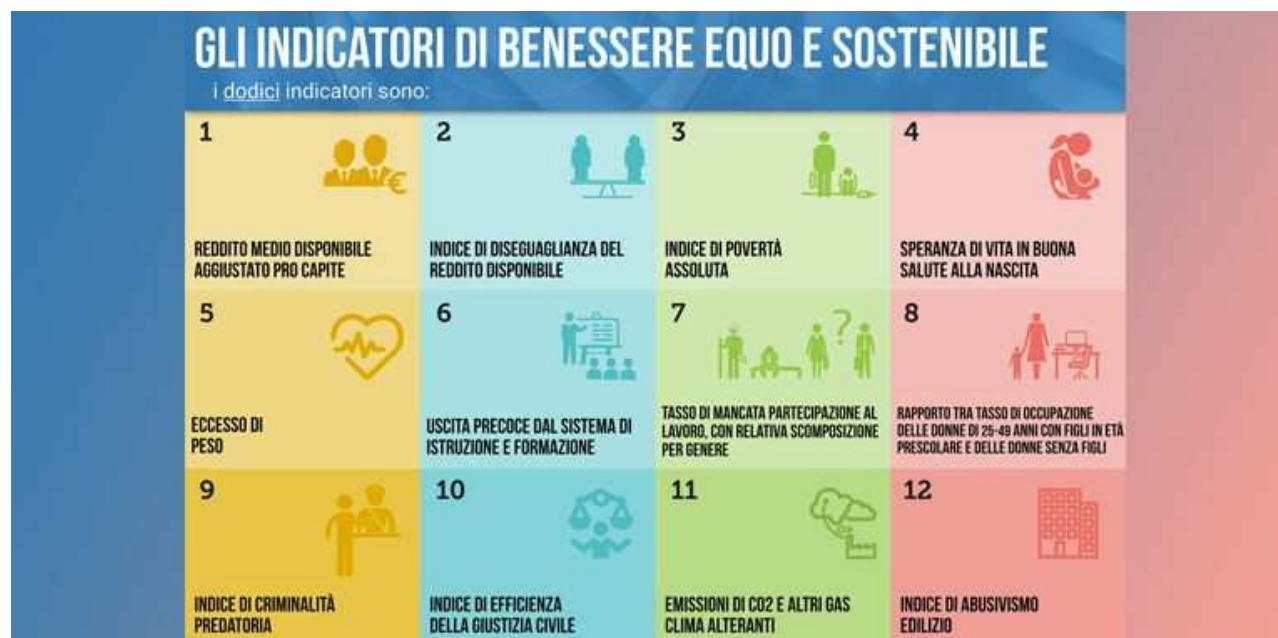 GLI INDICATORI DI BENESSERE EQUO E SOSTENIBILE
i dodici indicatori sono:
1
REDDITO MEDIO DISPONIBILE
AGGIUSTATO PRO CAPITE
2
INDICE DI DISEGUAGLIANZA DEL
REDDITO DISPONIBILE
3
INDICE DI POVERTÀ
ASSOLUTA
4
SPERANZA DI VITA IN BUONA
SALUTE ALLA NASCITA
5
ECCESSO DI
PESO
6
USCITA PRECOCE DAL SISTEMA DI
ISTRUZIONE E FORMAZIONE
7
TASSO DI MANCATA PARTECIPAZIONE AL
LAVORO, CON RELATIVA SCOMPOSIZIONE
PER GENERE
8
RAPPORTO TRA TASSO DI OCCUPAZIONE
DELLE DONNE DI 25-49 ANNI CON FIGLI IN ETÀ
PRESCOLARE E DELLE DONNE SENZA FIGLI
9
INDICE DI CRIMINALITÀ
PREDATORIA
10
INDICE DI EFFICIENZA
DELLA GIUSTIZIA CIVILE
11
EMISSIONI DI CO2 E ALTRI GAS
CLIMA ALTERANTI
12
INDICE DI ABUSIVISMO
EDILIZIO